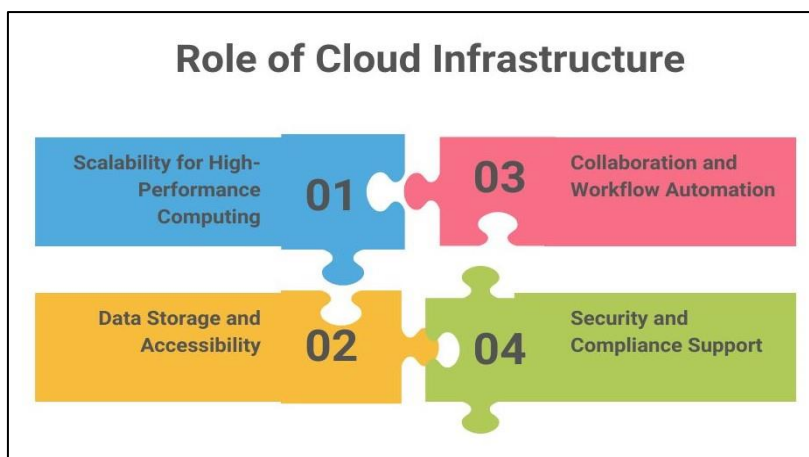 Role of Cloud Infrastructure
Scalability for High-
Performance
Computing
01
03
Collaboration and
Workflow Automation
Data Storage and
Accessibility
02
04
Security and
Compliance Support